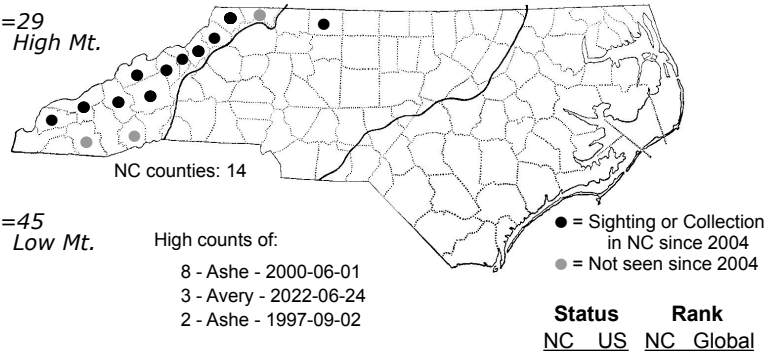 =29
High Mt.
NC counties: 14
=45
Low Mt.
High counts of:
8 - Ashe - 2000-06-01
3 - Avery - 2022-06-24
2 - Ashe - 1997-09-02
= Sighting or Collection
in NC since 2004
= Not seen since 2004
Status Rank
NC US NC Global